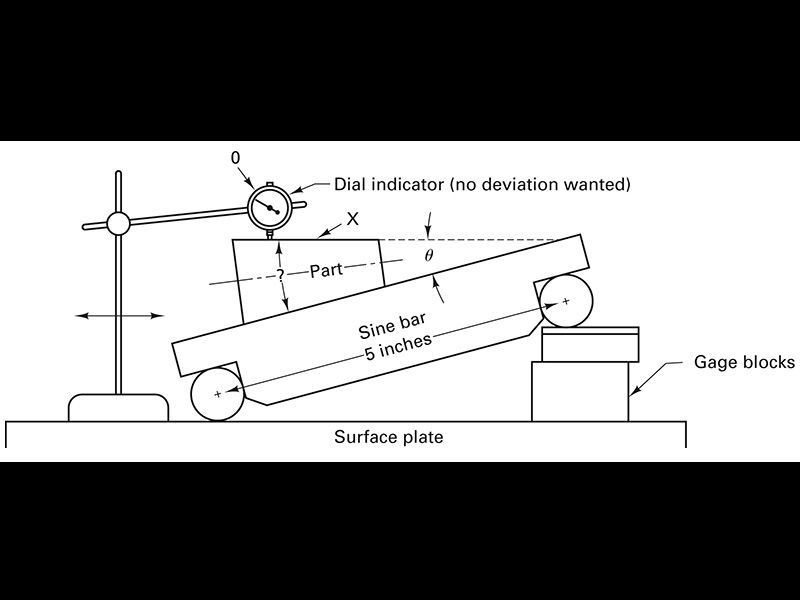 0
Dial indicator (no deviation wanted)
X
θ
?
Part
Sine bar
5 inches
Gage blocks
Surface plate